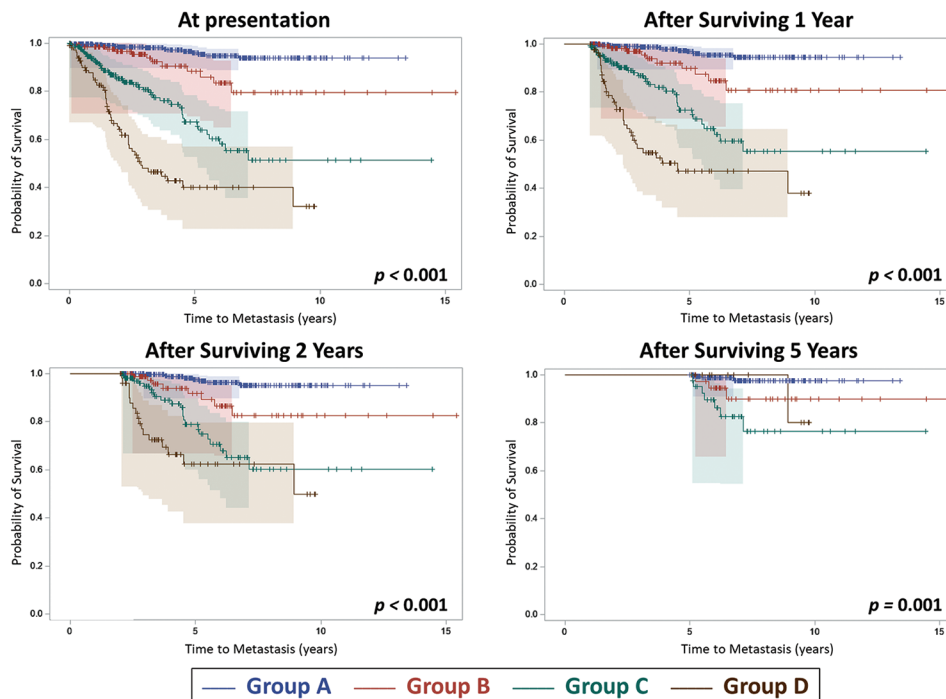 At presentation
1.0
0.8
0.6
0.4
0.2
0.0
Probability of Survival
0
5
10
15
Time to Metastasis (years)
p < 0.001
After Surviving 1 Year
1.0
0.8
0.6
0.4
0.2
0.0
Probability of Survival
0
5
10
15
Time to Metastasis (years)
p < 0.001
After Surviving 2 Years
1.0
0.8
0.6
0.4
0.2
0.0
Probability of Survival
0
5
10
15
Time to Metastasis (years)
p < 0.001
After Surviving 5 Years
1.0
0.8
0.6
0.4
0.2
0.0
Probability of Survival
0
5
10
15
Time to Metastasis (years)
p = 0.001
Group A Group B Group C Group D